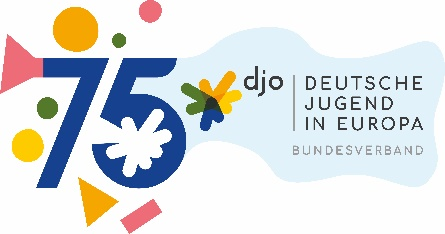 75
djo
DEUTSCHE
JUGEND
IN EUROPA
BUNDESVERBAND